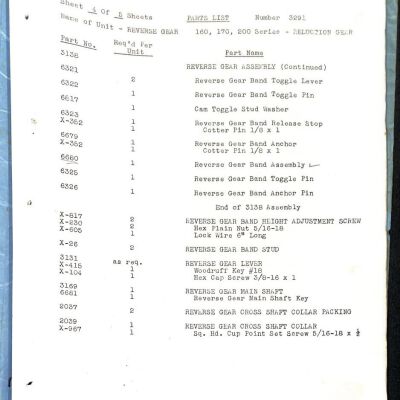 Sheet 4 Of 5 Sheets PARTS LIST Number 3291
Name of Unit - REVERSE GEAR 160, 170, 200 Series - REDUCTION GEAR
Part No. Req'd Per Unit Part Name
3138 REVERSE GEAR ASSEMBLY (Continued)
6321 2 Reverse Gear Band Toggle Lever
6322 1 Reverse Gear Band Toggle Pin
6617 1 Cam Toggle Stud Washer
6323 1 Reverse Gear Band Release Stop
X-362 1 Cotter Pin 1/8 x 1
6679 1 Reverse Gear Band Anchor
X-362 1 Cotter Pin 1/8 x 1
6660 1 Reverse Gear Band Assembly
6325 1 Reverse Gear Band Toggle Pin
6326 1 Reverse Gear Band Anchor Pin
End of 3138 Assembly
X-817 2 REVERSE GEAR BAND HEIGHT ADJUSTMENT SCREW
X-230 2 Hex Plain Nut 5/16-18
X-605 2 Lock Wire 6" Long
X-26 2 REVERSE GEAR BAND STUD
3131 as req. REVERSE GEAR LEVER
X-415 1 Woodruff Key #18
X-104 1 Hex Cap Screw 3/8-16 x 1
3169 1 REVERSE GEAR MAIN SHAFT
6681 1 Reverse Gear Main Shaft Key
2037 2 REVERSE GEAR CROSS SHAFT COLLAR PACKING
2039 1 REVERSE GEAR CROSS SHAFT COLLAR
X-967 1 Sq. Hd. Cup Point Set Screw 5/16-18 x ½